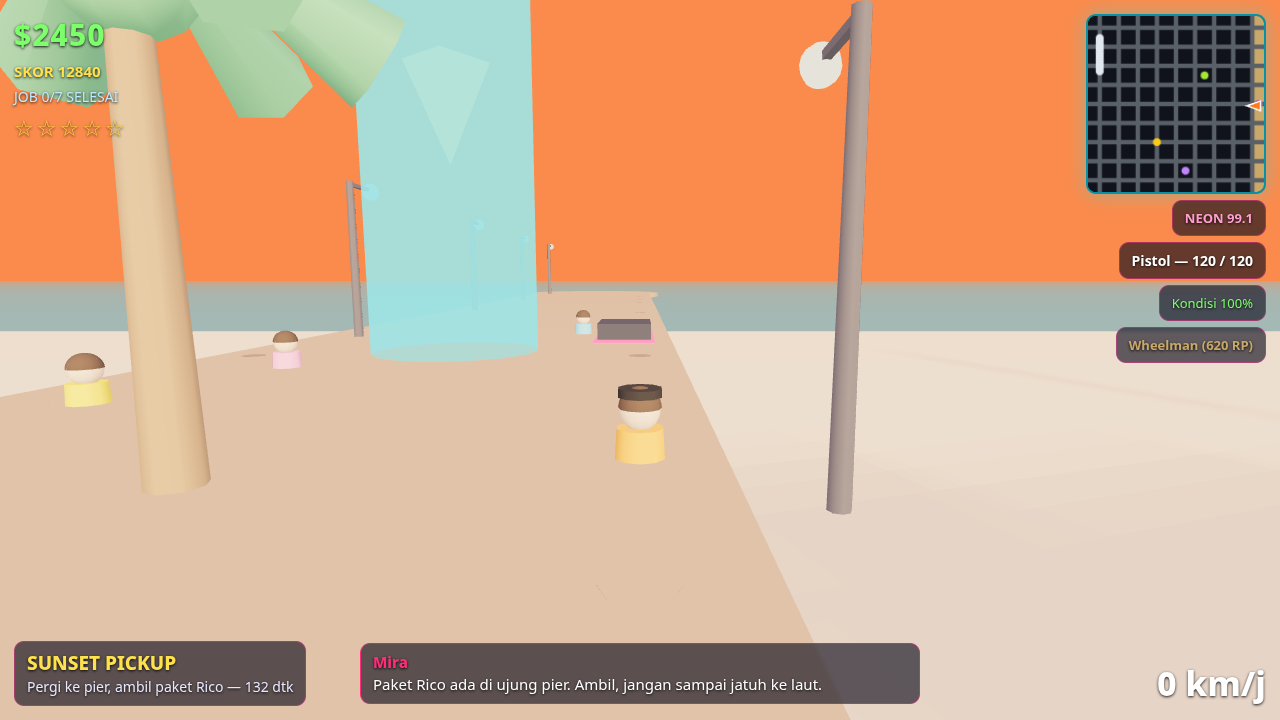 $2450
SKOR 12840
JOB 0/7 SELESAI
☆ ☆ ☆ ☆ ☆
NEON 99.1
Pistol — 120 / 120
Kondisi 100%
Wheelman (620 RP)
SUNSET PICKUP
Pergi ke pier, ambil paket Rico — 132 dtk
Mira
Paket Rico ada di ujung pier. Ambil, jangan sampai jatuh ke laut.
0 km/j